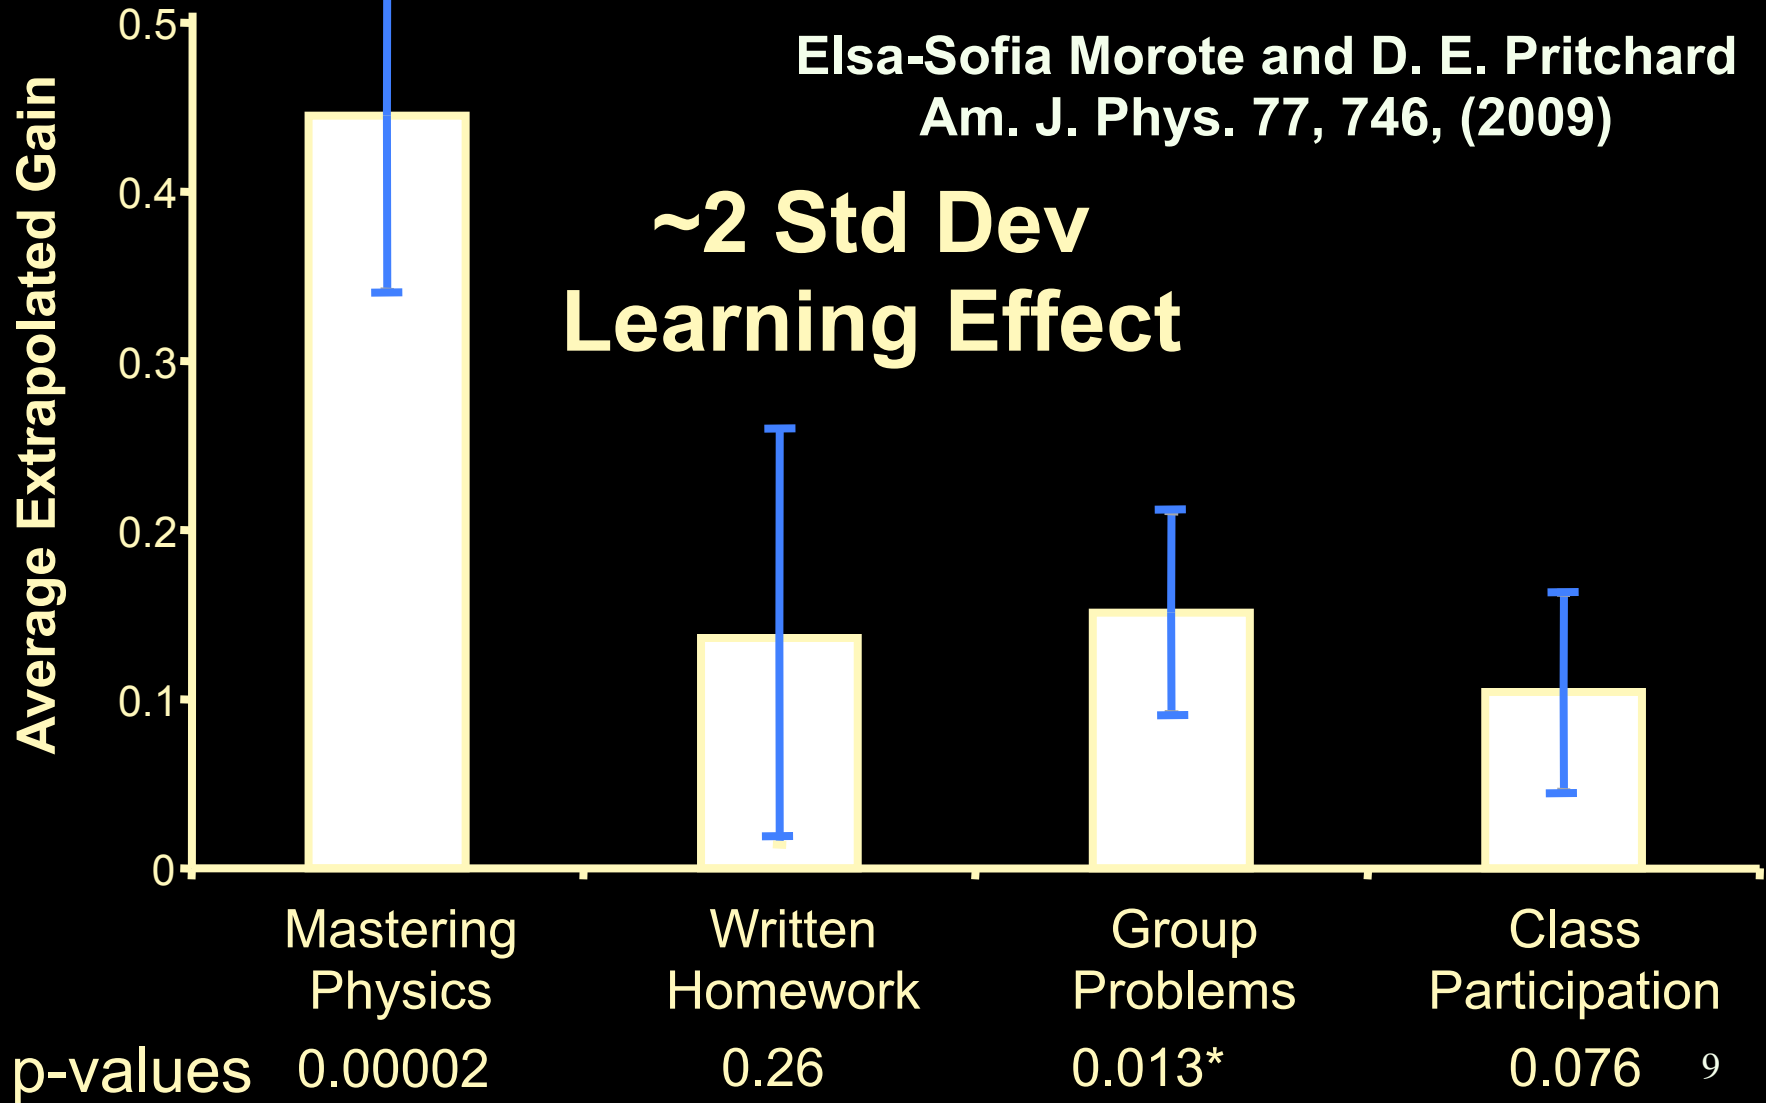 Elsa-Sofia Morote and D. E. Pritchard
Am. J. Phys. 77, 746, (2009)
~2 Std Dev
Learning Effect
Average Extrapolated Gain
0.5
0.4
0.3
0.2
0.1
0
Mastering Physics
Written Homework
Group Problems
Class Participation
p-values 0.00002 0.26 0.013* 0.076
9